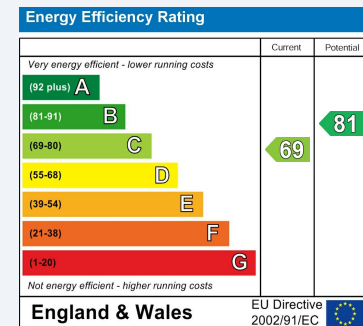 Energy Efficiency Rating
Current Potential
Very energy efficient - lower running costs
(92 plus) A
(81-91) B
81
(69-80) C
69
(55-68) D
(39-54) E
(21-38) F
(1-20) G
Not energy efficient - higher running costs
England & Wales
EU Directive
2002/91/EC